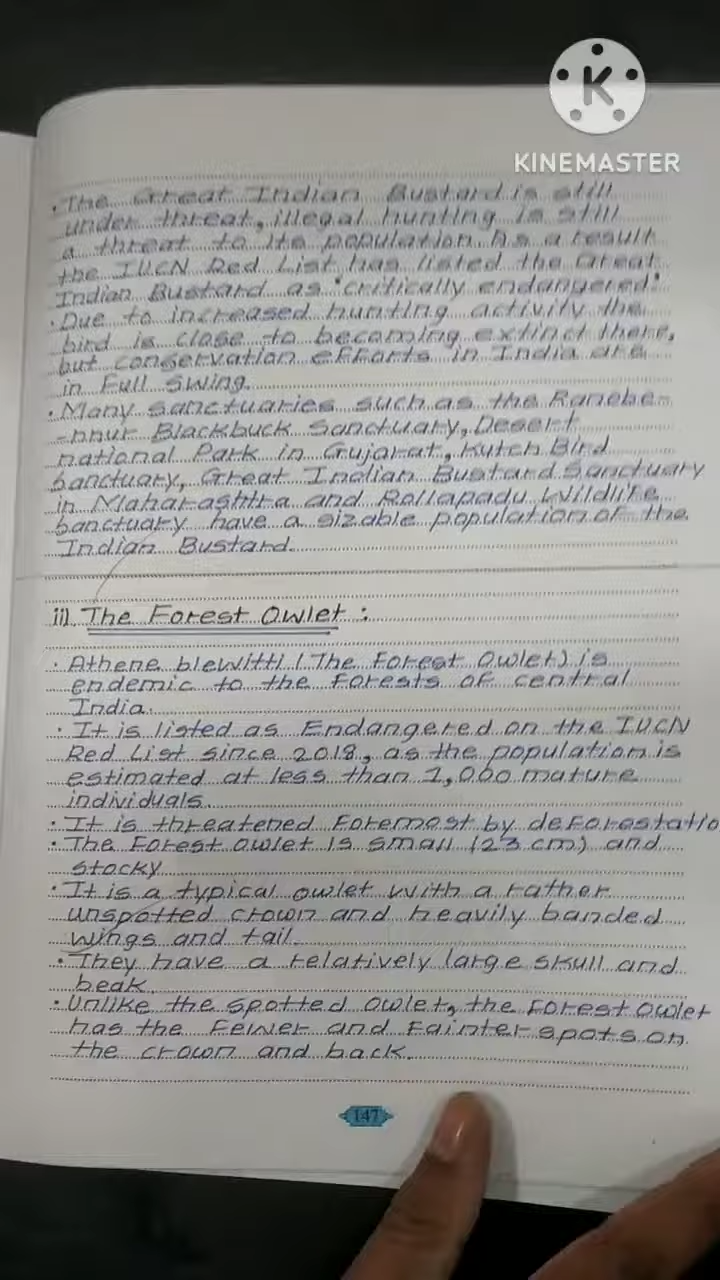 K
KINEMASTER
• The Great Indian Bustard is still
under threat, illegal hunting is still
a threat to its population. As a result
the IUCN Red List has listed the Great
Indian Bustard as "critically endangered".
• Due to increased hunting activity the
bird is close to becoming extinct there,
but conservation efforts in India are
in Full swing.
• Many sanctuaries such as the Ranebe-
-nnur Blackbuck Sanctuary, Desert
national Park in Gujarat, Kutch Bird
Sanctuary, Great Indian Bustard Sanctuary
in Maharashtra and Rollapadu Wildlife
Sanctuary have a sizable population of the
Indian Bustard.
ii) The Forest Owlet :
• Athene blewitti (The Forest Owlet) is
endemic to the forests of central
India.
• It is listed as Endangered on the IUCN
Red List since 2018, as the population is
estimated at less than 1,000 mature
individuals.
• It is threatened Foremost by deforestatio
• The Forest owlet is small (23 cm) and
stocky
• It is a typical owlet with a rather
unspotted crown and heavily banded
wings and tail.
• They have a relatively large skull and
beak.
• Unlike the spotted owlet, the Forest Owlet
has the Fewer and Fainter spots on
the crown and back.
147